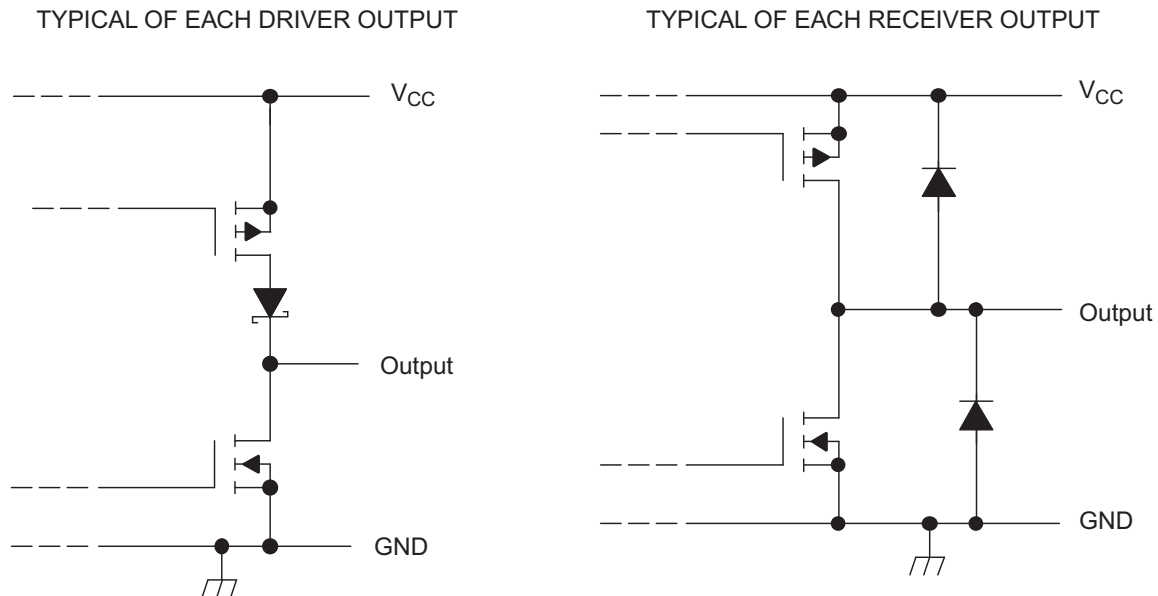 TYPICAL OF EACH DRIVER OUTPUT
VCC
Output
GND
TYPICAL OF EACH RECEIVER OUTPUT
VCC
Output
GND